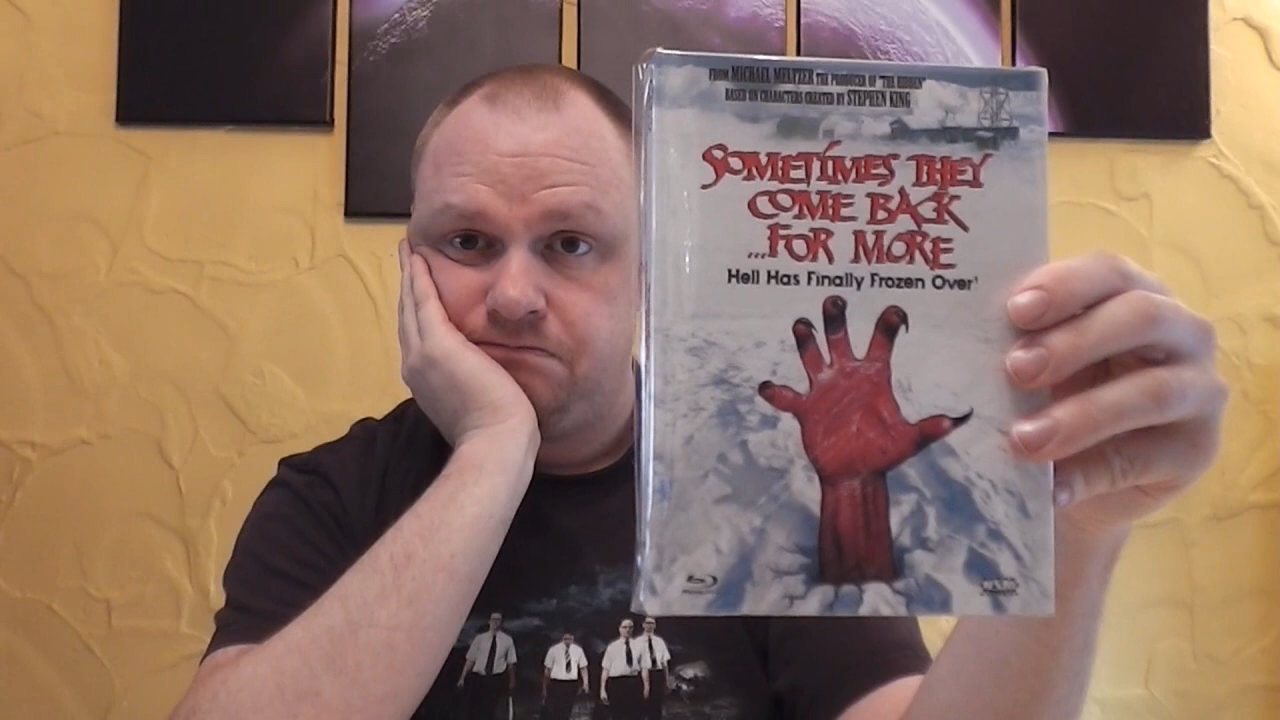 FROM MICHAEL MELTZER THE PRODUCER OF "THE HIDDEN"
BASED ON CHARACTERS CREATED BY STEPHEN KING
SOMETIMES THEY
COME BACK
...FOR MORE
Hell Has Finally Frozen Over!